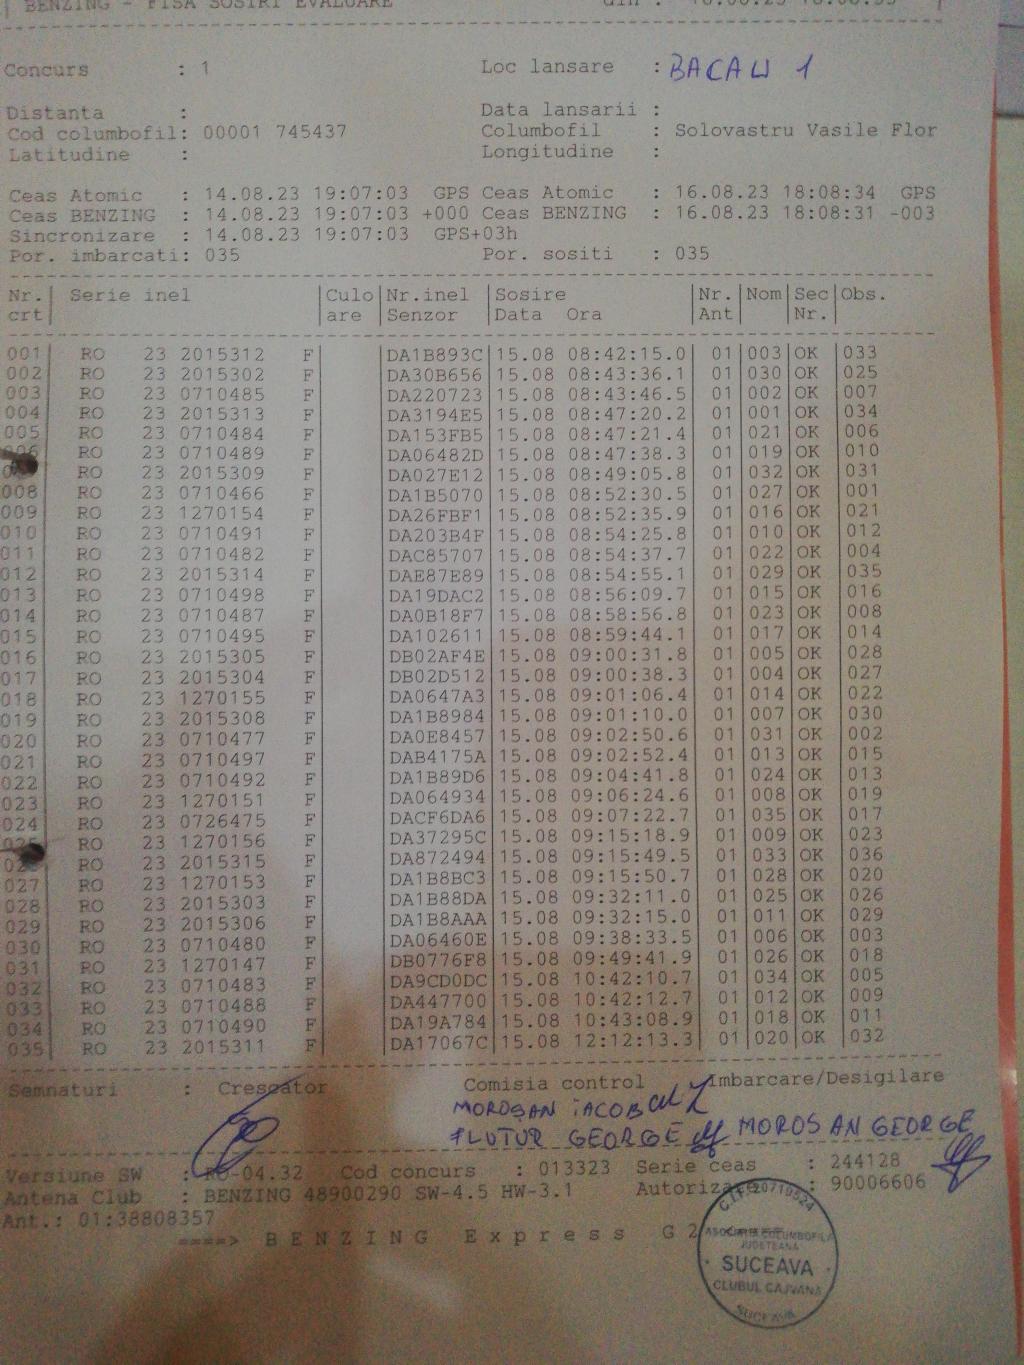 BENZING - FISA SOSIRI EVALUARE din : 16.08.23 18:08:35
Concurs : 1 Loc lansare : BACAU 1
Distanta : Data lansarii :
Cod columbofil: 00001 745437 Columbofil : Solovastru Vasile Flor
Latitudine : Longitudine :
Ceas Atomic : 14.08.23 19:07:03 GPS Ceas Atomic : 16.08.23 18:08:34 GPS
Ceas BENZING : 14.08.23 19:07:03 +000 Ceas BENZING : 16.08.23 18:08:31 -003
Sincronizare : 14.08.23 19:07:03 GPS+03h
Por. imbarcati: 035 Por. sositi : 035
Nr. Serie inel Culo Nr.inel Sosire Nr. Nom Sec Obs.
crt are Senzor Data Ora Ant Nr.
001 RO 23 2015312 F DA1B893C 15.08 08:42:15.0 01 003 OK 033
002 RO 23 2015302 F DA30B656 15.08 08:43:36.1 01 030 OK 025
003 RO 23 0710485 F DA220723 15.08 08:43:46.5 01 002 OK 007
004 RO 23 2015313 F DA3194E5 15.08 08:47:20.2 01 001 OK 034
005 RO 23 0710484 F DA153FB5 15.08 08:47:21.4 01 021 OK 006
006 RO 23 0710489 F DA06482D 15.08 08:47:38.3 01 019 OK 010
RO 23 2015309 F DA027E12 15.08 08:49:05.8 01 032 OK 031
008 RO 23 0710466 F DA1B5070 15.08 08:52:30.5 01 027 OK 001
009 RO 23 1270154 F DA26FBF1 15.08 08:52:35.9 01 016 OK 021
010 RO 23 0710491 F DA203B4F 15.08 08:54:25.8 01 010 OK 012
011 RO 23 0710482 F DAC85707 15.08 08:54:37.7 01 022 OK 004
012 RO 23 2015314 F DAE87E89 15.08 08:54:55.1 01 029 OK 035
013 RO 23 0710498 F DA19DAC2 15.08 08:56:09.7 01 015 OK 016
014 RO 23 0710487 F DA0B18F7 15.08 08:58:56.8 01 023 OK 008
015 RO 23 0710495 F DA102611 15.08 08:59:44.1 01 017 OK 014
016 RO 23 2015305 F DB02AF4E 15.08 09:00:31.8 01 005 OK 028
017 RO 23 2015304 F DB02D512 15.08 09:00:38.3 01 004 OK 027
018 RO 23 1270155 F DA0647A3 15.08 09:01:06.4 01 014 OK 022
019 RO 23 2015308 F DA1B8984 15.08 09:01:10.0 01 007 OK 030
020 RO 23 0710477 F DA0E8457 15.08 09:02:50.6 01 031 OK 002
021 RO 23 0710497 F DAB4175A 15.08 09:02:52.4 01 013 OK 015
022 RO 23 0710492 F DA1B89D6 15.08 09:04:41.8 01 024 OK 013
023 RO 23 1270151 F DA064934 15.08 09:06:24.6 01 008 OK 019
024 RO 23 0726475 F DACF6DA6 15.08 09:07:22.7 01 035 OK 017
025 RO 23 1270156 F DA37295C 15.08 09:15:18.9 01 009 OK 023
026 RO 23 2015315 F DA872494 15.08 09:15:49.5 01 033 OK 036
027 RO 23 1270153 F DA1B8BC3 15.08 09:15:50.7 01 028 OK 020
028 RO 23 2015303 F DA1B88DA 15.08 09:32:11.0 01 025 OK 026
029 RO 23 2015306 F DA1B8AAA 15.08 09:32:15.0 01 011 OK 029
030 RO 23 0710480 F DA06460E 15.08 09:38:33.5 01 006 OK 003
031 RO 23 1270147 F DB0776F8 15.08 09:49:41.9 01 026 OK 018
032 RO 23 0710483 F DA9CD0DC 15.08 10:42:10.7 01 034 OK 005
033 RO 23 0710488 F DA447700 15.08 10:42:12.7 01 012 OK 009
034 RO 23 0710490 F DA19A784 15.08 10:43:08.9 01 018 OK 011
035 RO 23 2015311 F DA17067C 15.08 12:12:13.3 01 020 OK 032
Semnaturi : Crescator Comisia control Imbarcare/Desigilare
MOROȘAN IACOB
FLUTUR GEORGE MOROSAN GEORGE
Versiune SW : RO-04.32 Cod concurs : 013323 Serie ceas : 244128
Antena Club : BENZING 48900290 SW-4.5 HW-3.1 Autorizare : 90006606
Ant.: 01:38808357
====> BENZING Express G2
C.I.F. 20710524
ASOCIATIA COLUMBOFILA
JUDETEANA
SUCEAVA
CLUBUL CAJVANA
SUCEAVA